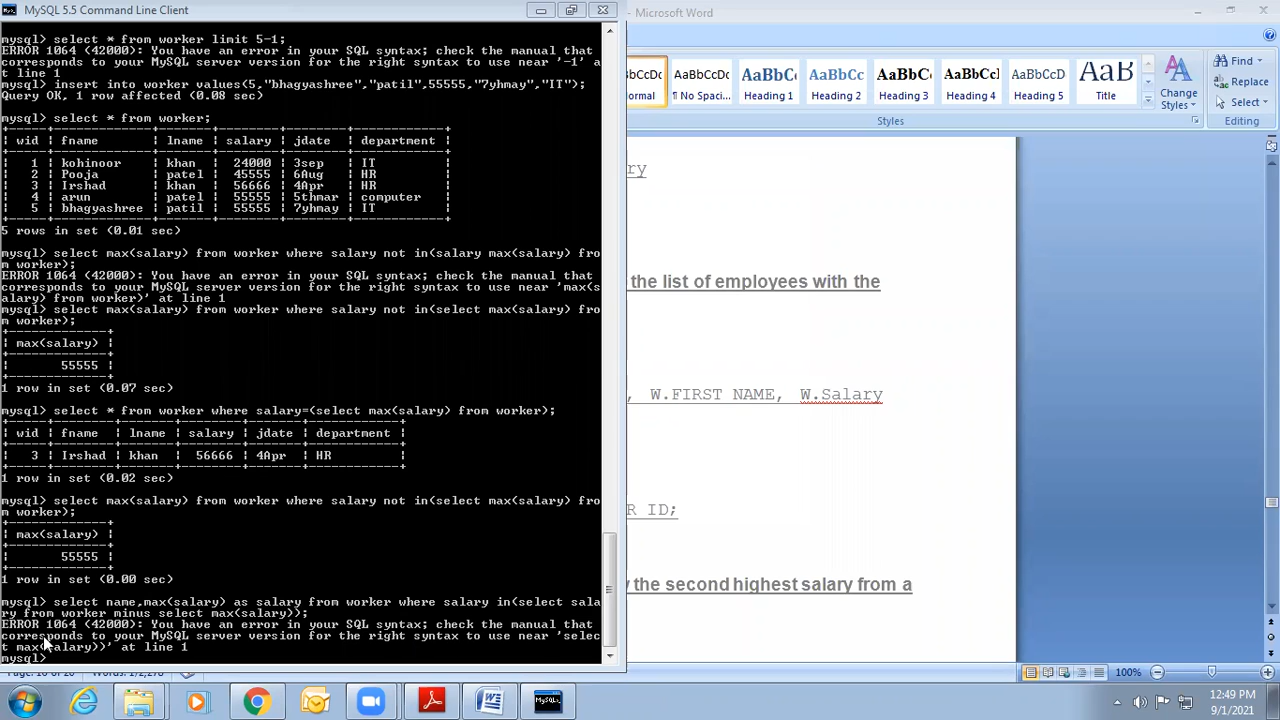 MySQL 5.5 Command Line Client
- Microsoft Word
mysql> select * from worker limit 5-1;
ERROR 1064 (42000): You have an error in your SQL syntax; check the manual that
corresponds to your MySQL server version for the right syntax to use near '-1' a
t line 1
mysql> insert into worker values(5,"bhagyashree","patil",55555,"7yhmay","IT");
Query OK, 1 row affected (0.08 sec)
mysql> select * from worker;
| wid | fname | lname | salary | jdate | department |
| 1 | kohinoor | khan | 24000 | 3sep | IT |
| 2 | Pooja | patel | 45555 | 6Aug | HR |
| 3 | Irshad | khan | 56666 | 4Apr | HR |
| 4 | arun | patel | 55555 | 5thmar | computer |
| 5 | bhagyashree | patil | 55555 | 7yhmay | IT |
5 rows in set (0.01 sec)
mysql> select max(salary) from worker where salary not in(salary max(salary) fro
m worker);
ERROR 1064 (42000): You have an error in your SQL syntax; check the manual that
corresponds to your MySQL server version for the right syntax to use near 'max(s
alary) from worker)' at line 1
mysql> select max(salary) from worker where salary not in(select max(salary) fro
m worker);
| max(salary) |
| 55555 |
1 row in set (0.07 sec)
mysql> select * from worker where salary=(select max(salary) from worker);
| wid | fname | lname | salary | jdate | department |
| 3 | Irshad | khan | 56666 | 4Apr | HR |
1 row in set (0.02 sec)
mysql> select max(salary) from worker where salary not in(select max(salary) fro
m worker);
| max(salary) |
| 55555 |
1 row in set (0.00 sec)
mysql> select name,max(salary) as salary from worker where salary in(select sala
ry from worker minus select max(salary));
ERROR 1064 (42000): You have an error in your SQL syntax; check the manual that
corresponds to your MySQL server version for the right syntax to use near 'selec
t max(salary))' at line 1
mysql>
AaBbCcDc AaBbC AaBbCc AaBbCc AaBbCc AaBbCcDc AaB
ormal ¶ No Spaci... Heading 1 Heading 2 Heading 3 Heading 4 Heading 5 Title
Change
Styles
Styles
Find
Replace
Select
Editing
ry
the list of employees with the
, W.FIRST NAME, W.Salary
R ID;
the second highest salary from a
100%
12:49 PM
9/1/2021